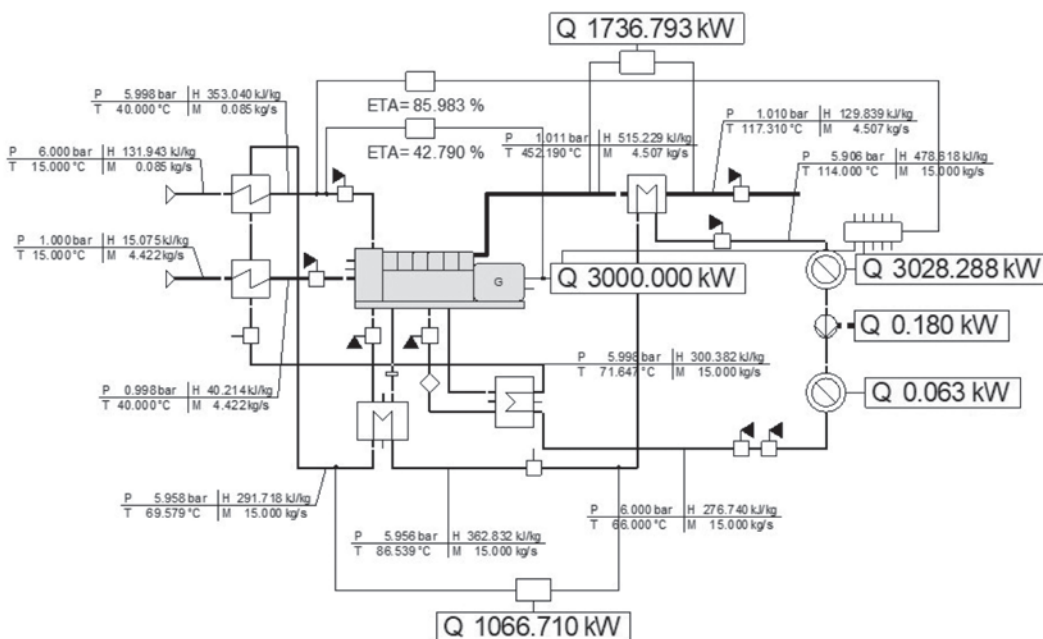 Q 1736.793 kW
P 5.998 bar H 353.040 kJ/kg
T 40.000 °C M 0.085 kg/s
ETA= 85.983 %
P 1.010 bar H 129.839 kJ/kg
T 117.310 °C M 4.507 kg/s
P 6.000 bar H 131.943 kJ/kg
T 15.000 °C M 0.085 kg/s
ETA= 42.790 %
P 1.011 bar H 515.229 kJ/kg
T 452.190 °C M 4.507 kg/s
P 5.906 bar H 478.618 kJ/kg
T 114.000 °C M 15.000 kg/s
P 1.000 bar H 15.075 kJ/kg
T 15.000 °C M 4.422 kg/s
G
Q 3000.000 kW
Q 3028.288 kW
Q 0.180 kW
P 5.998 bar H 300.382 kJ/kg
T 71.647 °C M 15.000 kg/s
P 0.998 bar H 40.214 kJ/kg
T 40.000 °C M 4.422 kg/s
Q 0.063 kW
P 5.958 bar H 291.718 kJ/kg
T 69.579 °C M 15.000 kg/s
P 6.000 bar H 276.740 kJ/kg
T 66.000 °C M 15.000 kg/s
P 5.956 bar H 362.832 kJ/kg
T 86.539 °C M 15.000 kg/s
Q 1066.710 kW